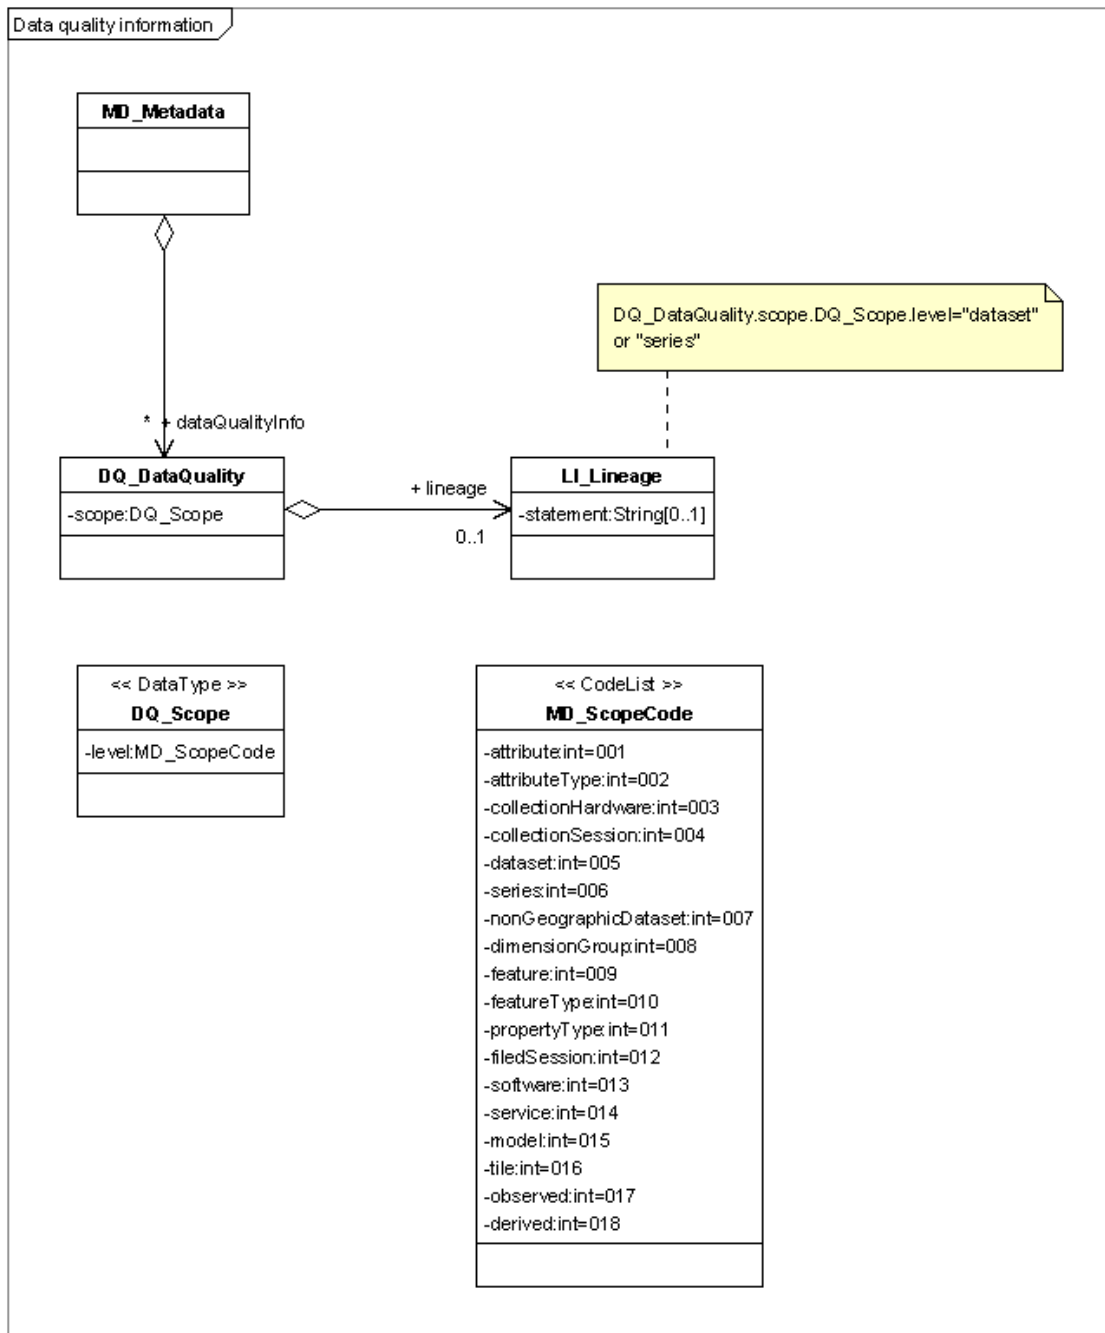 Data quality information
MD_Metadata
DQ_DataQuality.scope.DQ_Scope.level="dataset"
or "series"
* + dataQualityInfo
DQ_DataQuality
-scope:DQ_Scope
+ lineage
0..1
LI_Lineage
-statement:String[0..1]
<< DataType >>
DQ_Scope
-level:MD_ScopeCode
<< CodeList >>
MD_ScopeCode
-attribute:int=001
-attributeType:int=002
-collectionHardware:int=003
-collectionSession:int=004
-dataset:int=005
-series:int=006
-nonGeographicDataset:int=007
-dimensionGroup:int=008
-feature:int=009
-featureType:int=010
-propertyType:int=011
-filedSession:int=012
-software:int=013
-service:int=014
-model:int=015
-tile:int=016
-observed:int=017
-derived:int=018